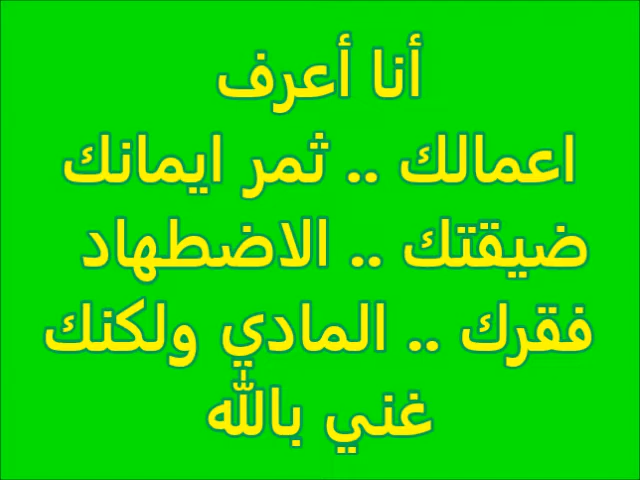 أنا أعرف
اعمالك .. ثمر ايمانك
ضيقتك .. الاضطهاد
فقرك .. المادي ولكنك
غني بالله